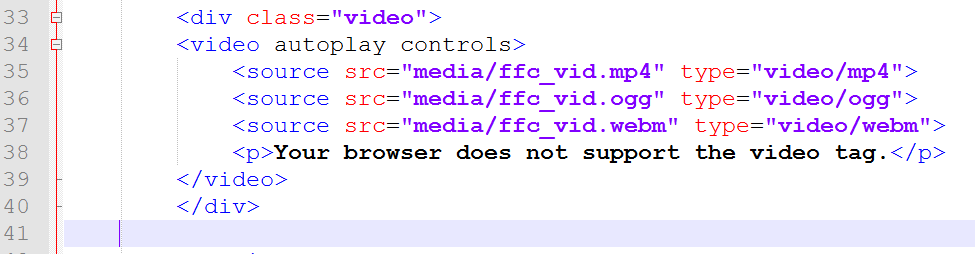 33 <div class="video">
34 <video autoplay controls>
35 <source src="media/ffc_vid.mp4" type="video/mp4">
36 <source src="media/ffc_vid.ogg" type="video/ogg">
37 <source src="media/ffc_vid.webm" type="video/webm">
38 <p>Your browser does not support the video tag.</p>
39 </video>
40 </div>
41